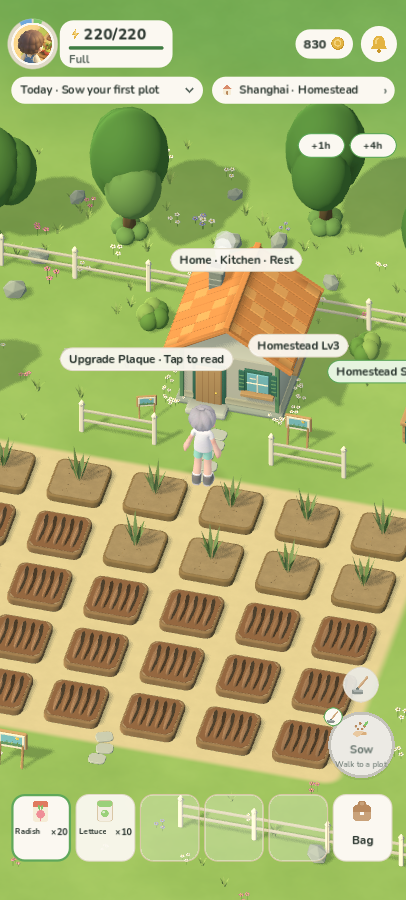 220/220
Full
830
Today · Sow your first plot
Shanghai · Homestead
+1h
+4h
Home · Kitchen · Rest
Homestead Lv3
Upgrade Plaque · Tap to read
Homestead S
Sow
Walk to a plot
Radish ×20
Lettuce ×10
Bag